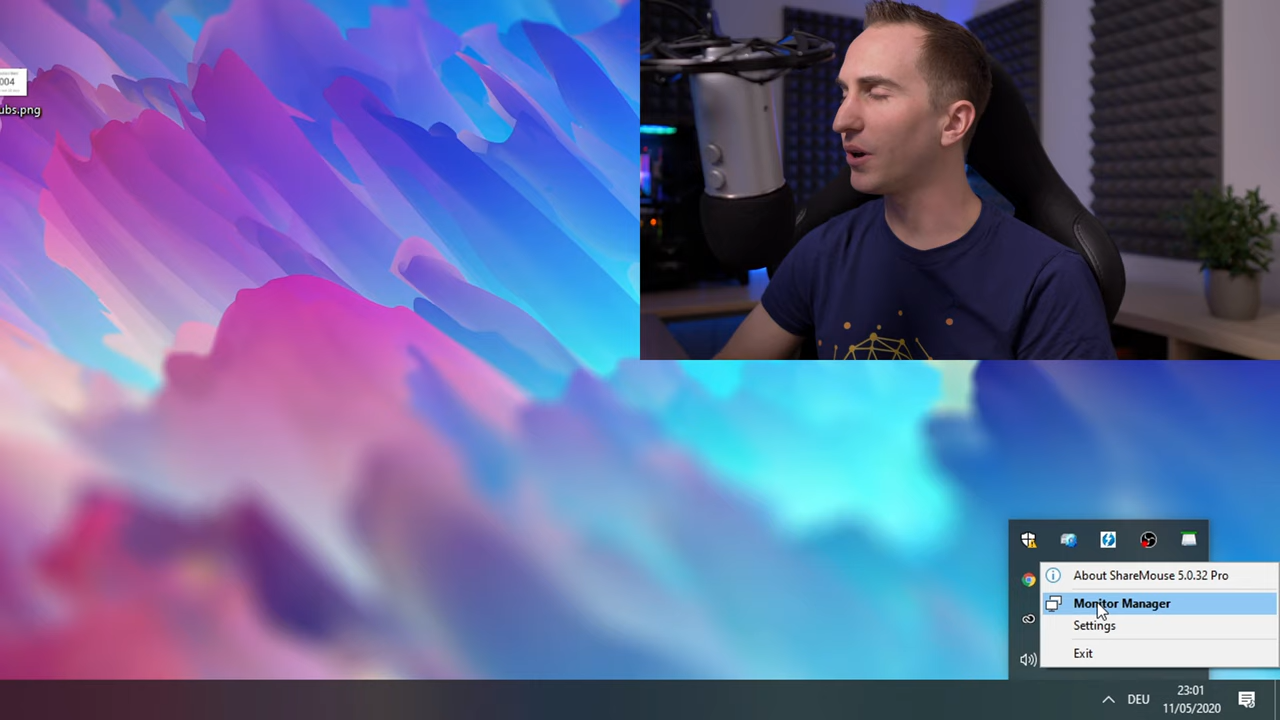 004
ubs.png
About ShareMouse 5.0.32 Pro
Monitor Manager
Settings
Exit
DEU
23:01
11/05/2020